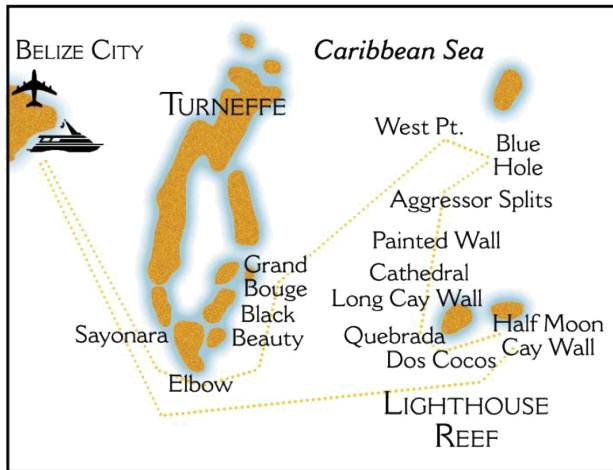 BELIZE CITY
Caribbean Sea
TURNEFFE
West Pt.
Blue
Hole
Aggressor Splits
Painted Wall
Cathedral
Long Cay Wall
Grand
Bouge
Black
Beauty
Sayonara
Elbow
Quebrada
Dos Cocos
Half Moon
Cay Wall
LIGHTHOUSE
REEF